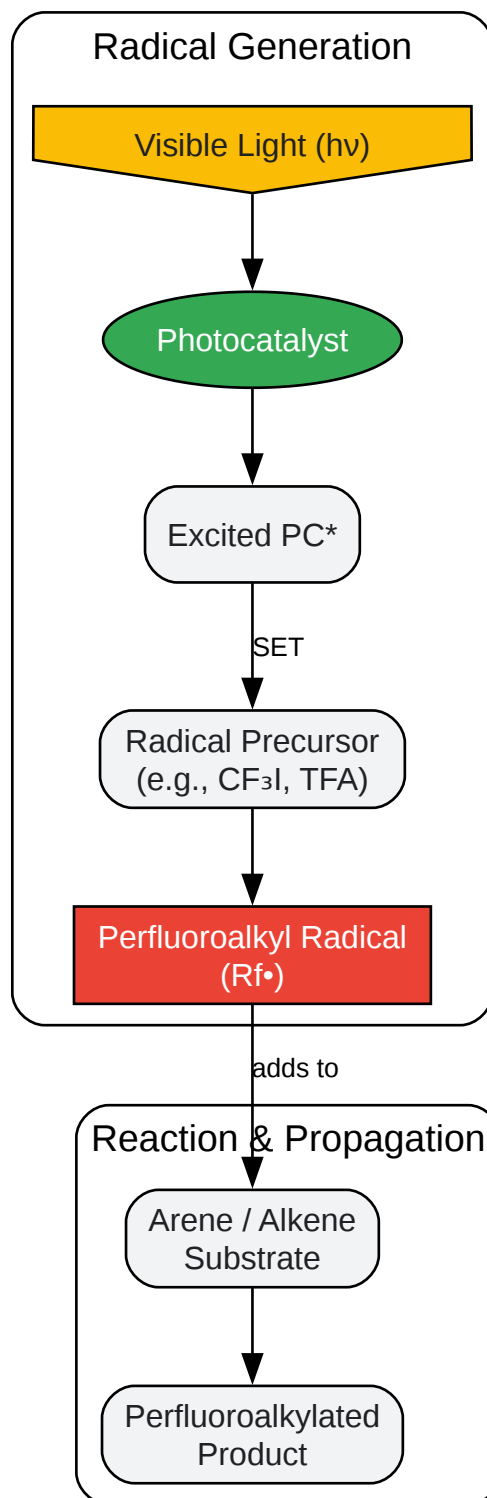 Radical Generation
Visible Light (hν)
Photocatalyst
Excited PC*
SET
Radical Precursor
(e.g., CF₃I, TFA)
Perfluoroalkyl Radical
(Rf•)
adds to
Reaction & Propagation
Arene / Alkene
Substrate
Perfluoroalkylated
Product